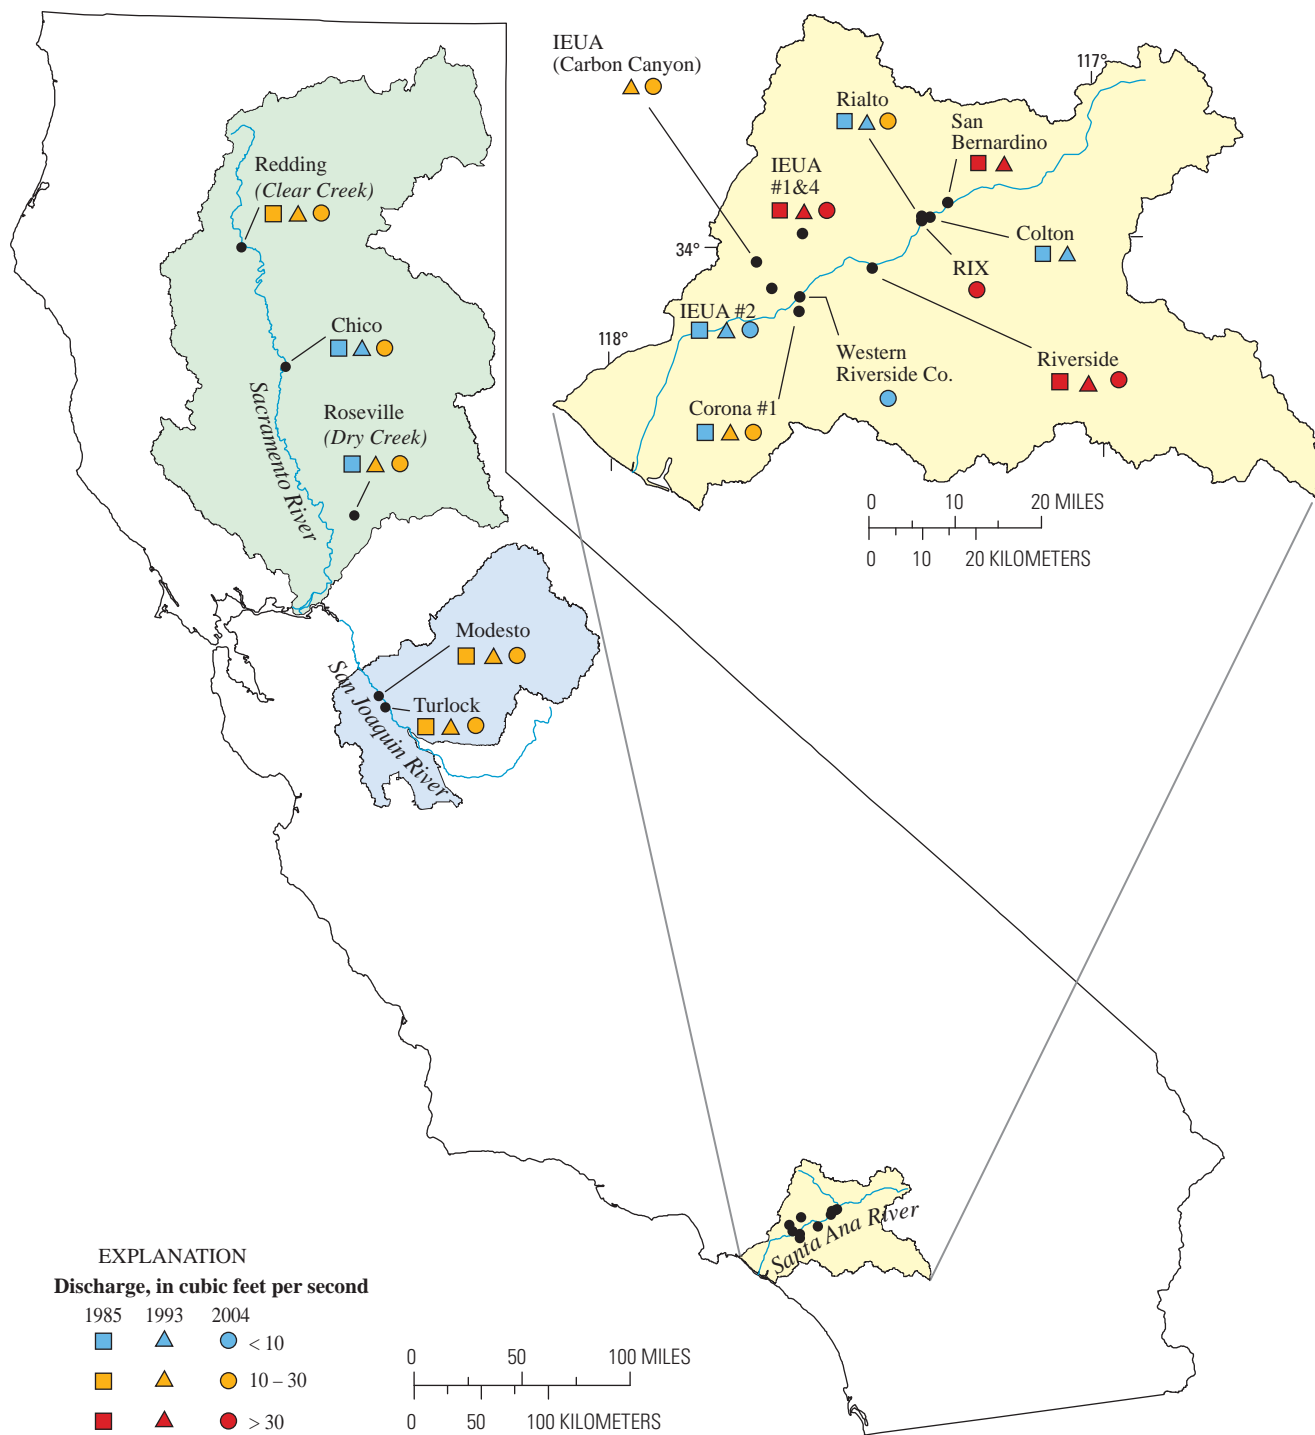 IEUA
(Carbon Canyon)
117°
Rialto
San
Bernardino
Redding
(Clear Creek)
IEUA
#1&4
Colton
34°
RIX
IEUA #2
Chico
118°
Western
Riverside Co.
Riverside
Roseville
(Dry Creek)
Corona #1
Sacramento River
0 10 20 MILES
0 10 20 KILOMETERS
Modesto
San Joaquin River
Turlock
Santa Ana River
EXPLANATION
Discharge, in cubic feet per second
1985 1993 2004
< 10
10 – 30
> 30
0 50 100 MILES
0 50 100 KILOMETERS